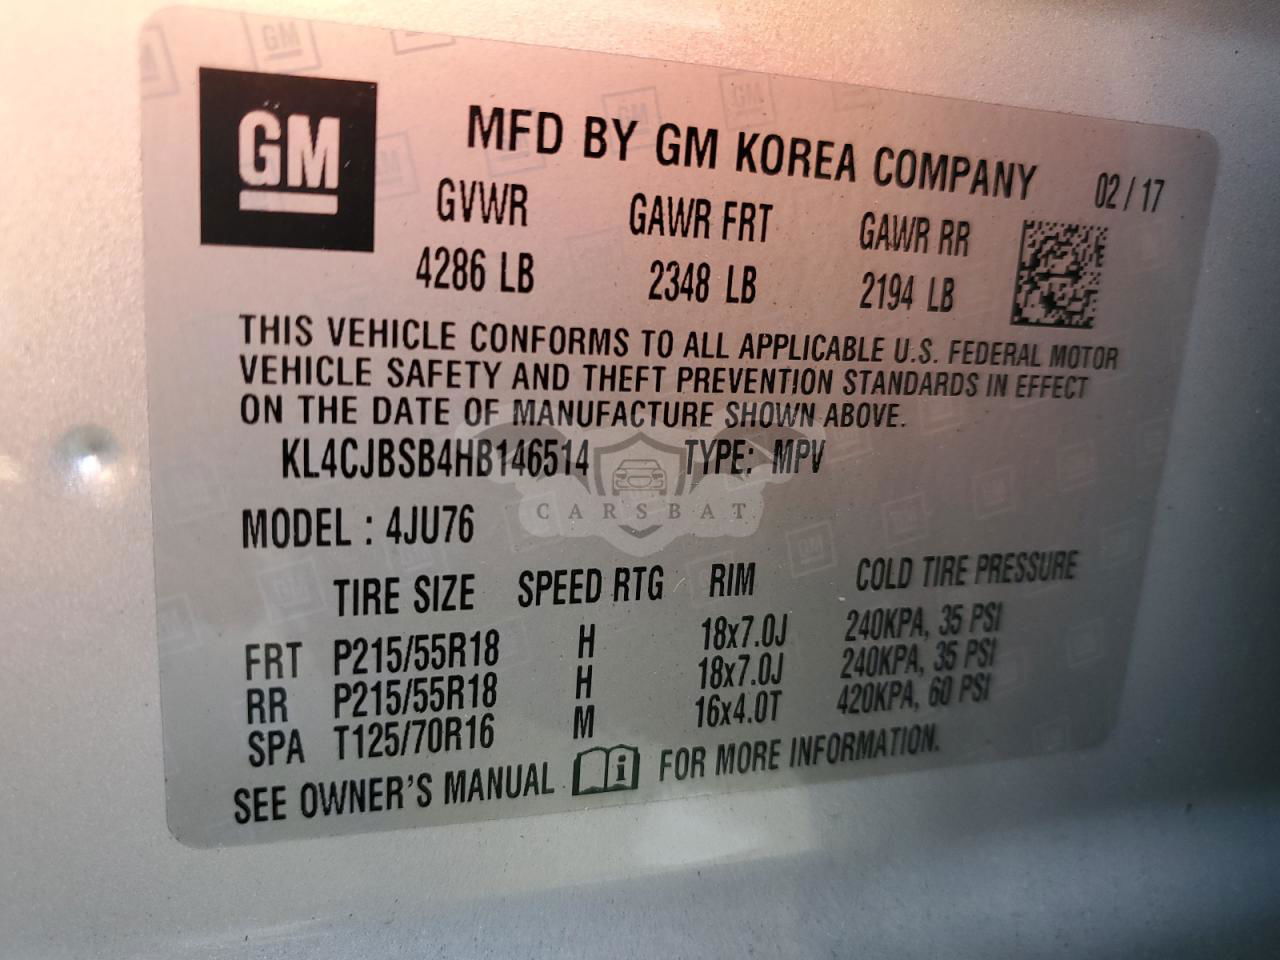 GM
MFD BY GM KOREA COMPANY 02 / 17
GVWR GAWR FRT GAWR RR
4286 LB 2348 LB 2194 LB
THIS VEHICLE CONFORMS TO ALL APPLICABLE U.S. FEDERAL MOTOR
VEHICLE SAFETY AND THEFT PREVENTION STANDARDS IN EFFECT
ON THE DATE OF MANUFACTURE SHOWN ABOVE.
KL4CJBSB4HB146514 TYPE: MPV
CARSBAT
MODEL : 4JU76
TIRE SIZE SPEED RTG RIM COLD TIRE PRESSURE
FRT P215/55R18 H 18x7.0J 240KPA, 35 PSI
RR P215/55R18 H 18x7.0J 240KPA, 35 PSI
SPA T125/70R16 M 16x4.0T 420KPA, 60 PSI
SEE OWNER'S MANUAL i FOR MORE INFORMATION.